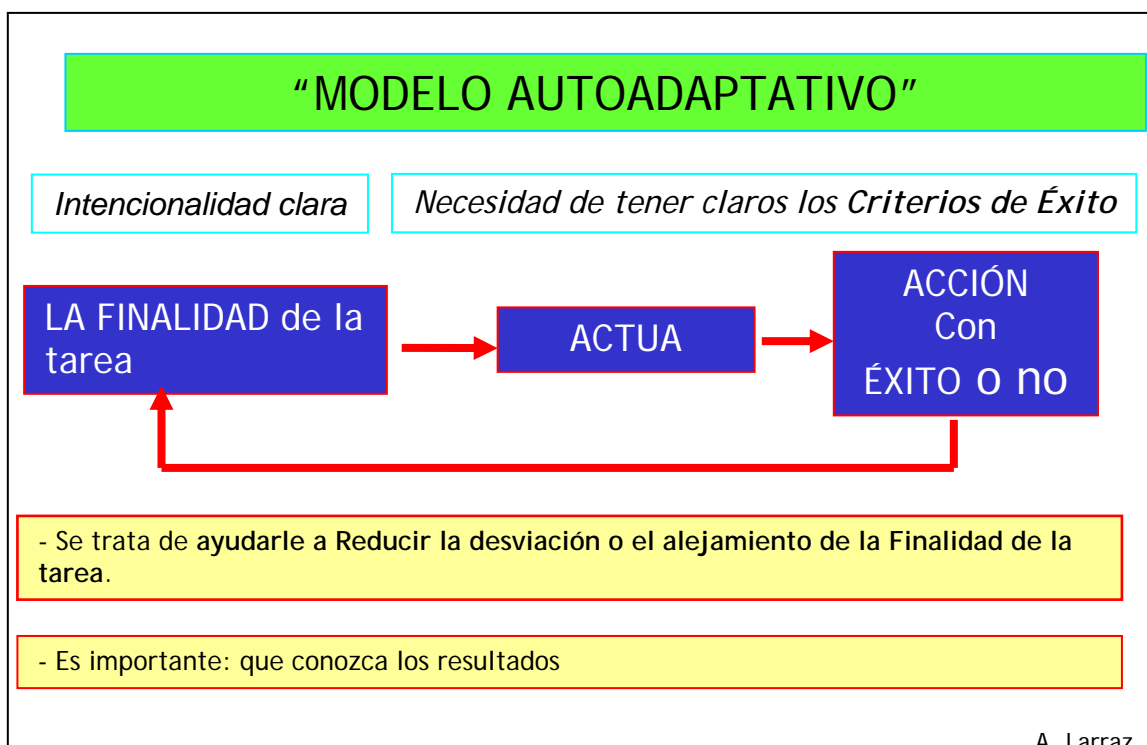 “MODELO AUTOADAPTATIVO”
Intencionalidad clara
Necesidad de tener claros los Criterios de Éxito
LA FINALIDAD de la
tarea
ACTUA
ACCIÓN
Con
ÉXITO o no
- Se trata de ayudarle a Reducir la desviación o el alejamiento de la Finalidad de la
tarea.
- Es importante: que conozca los resultados
A. Larraz